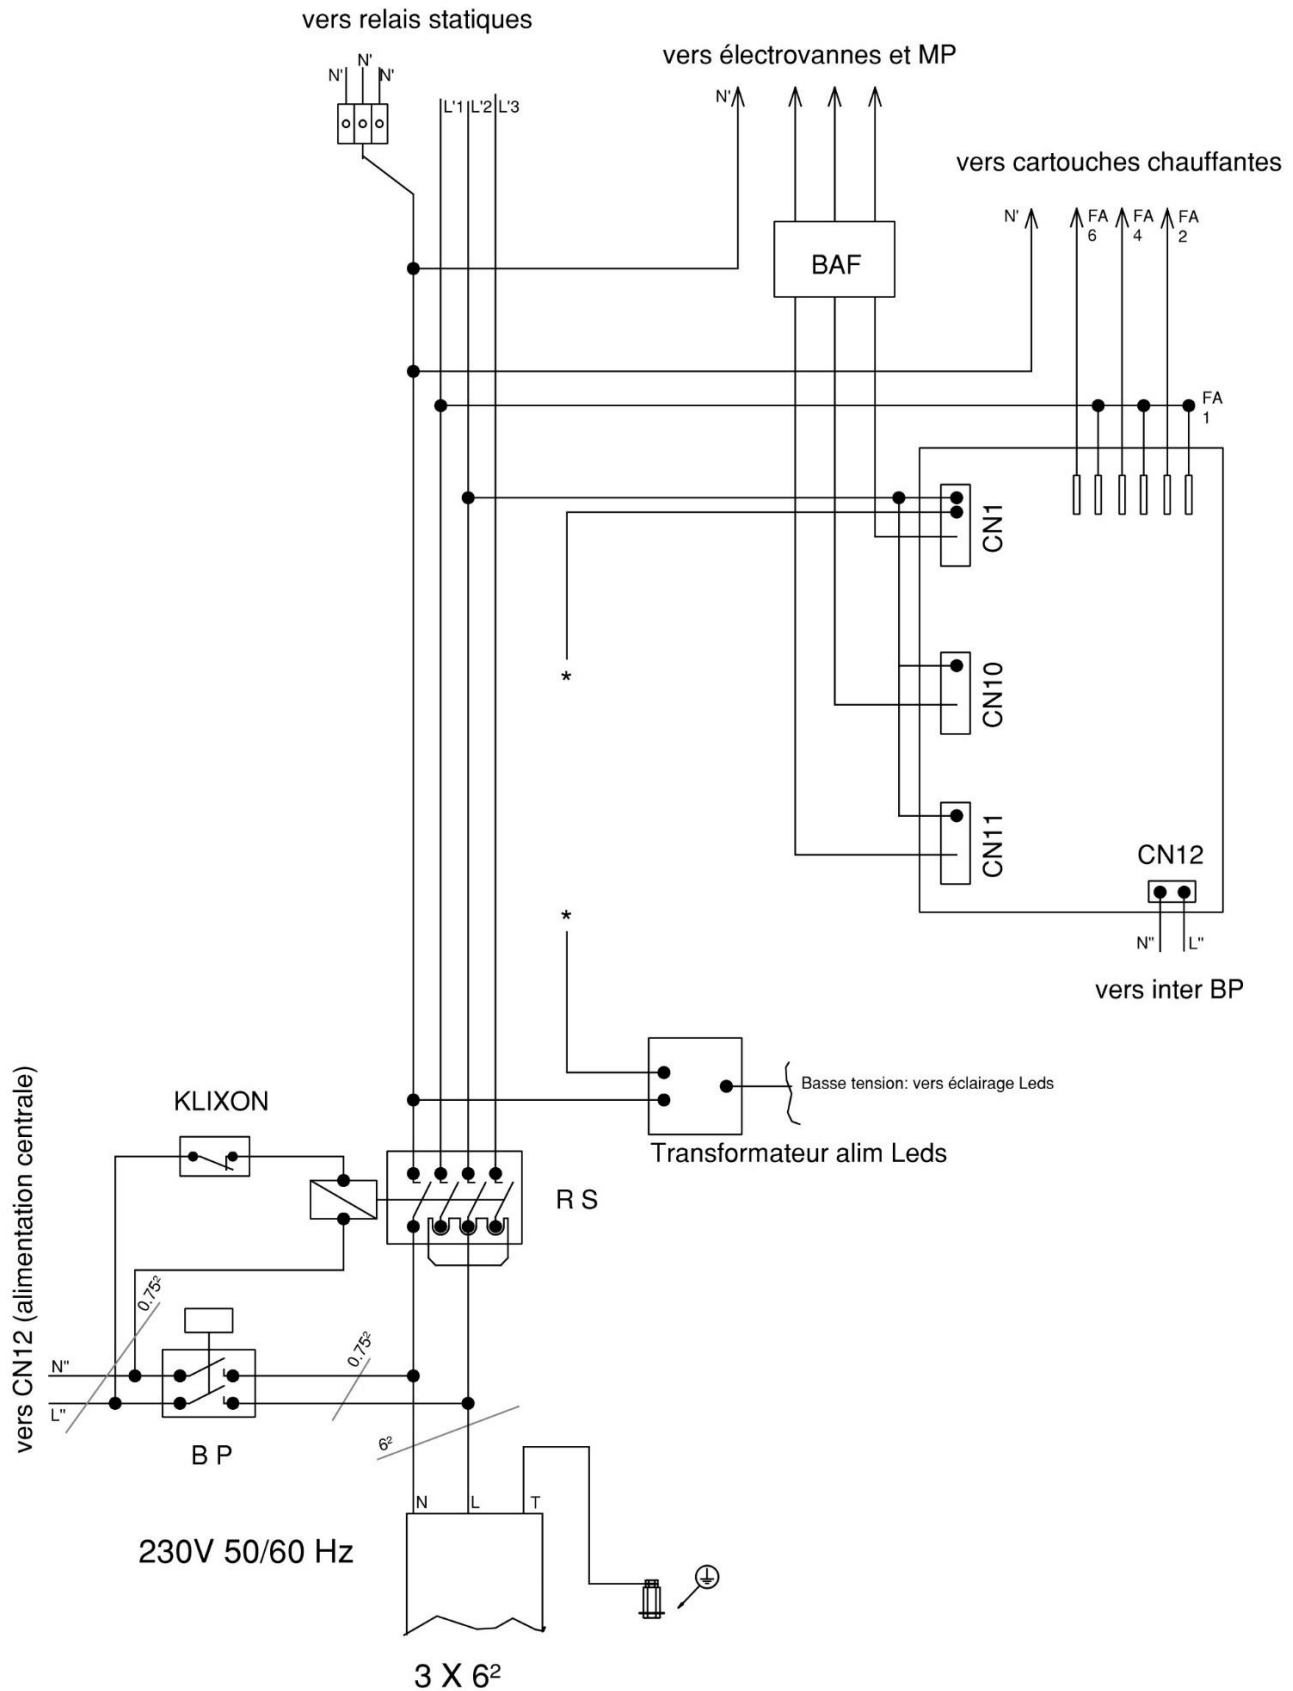 vers relais statiques
N'
N'
N'
L'1
L'2
L'3
vers électrovannes et MP
N'
vers cartouches chauffantes
N'
FA
6
FA
4
FA
2
BAF
FA
1
CN1
*
CN10
CN11
CN12
N"
L"
vers inter BP
*
Basse tension: vers éclairage Leds
Transformateur alim Leds
KLIXON
R S
vers CN12 (alimentation centrale)
0.75²
0.75²
N"
L"
B P
6²
N
L
T
230V 50/60 Hz
3 X 6²